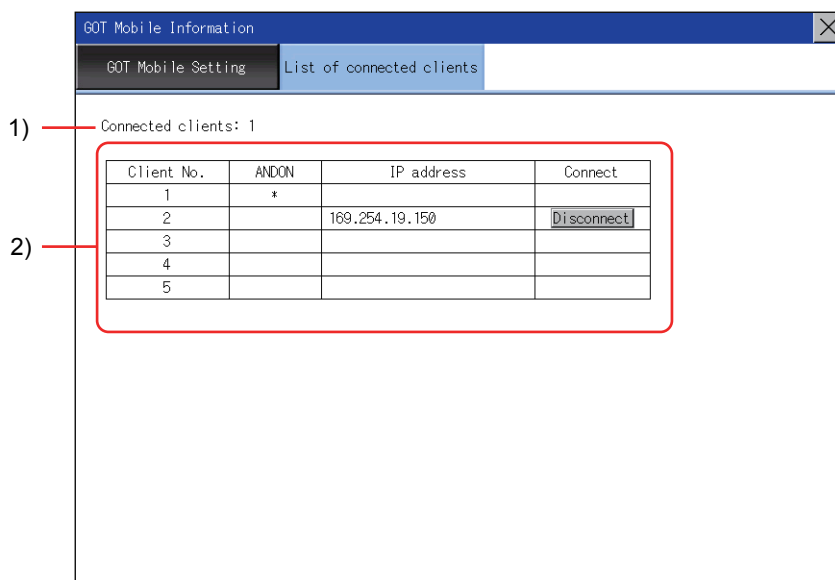 GOT Mobile Information
GOT Mobile Setting List of connected clients
1) Connected clients: 1
2)
Client No. ANDON IP address Connect
1 *
2 169.254.19.150 Disconnect
3
4
5